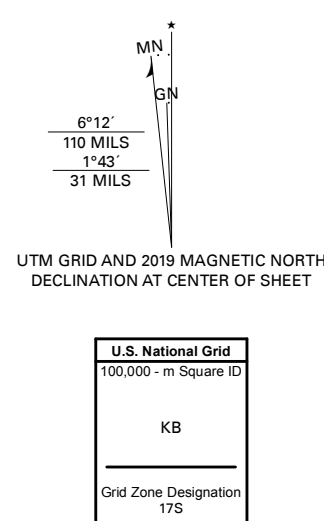 ★
MN
GN
6°12´
110 MILS
1°43´
31 MILS
UTM GRID AND 2019 MAGNETIC NORTH
DECLINATION AT CENTER OF SHEET
U.S. National Grid
100,000 - m Square ID
KB
Grid Zone Designation
17S